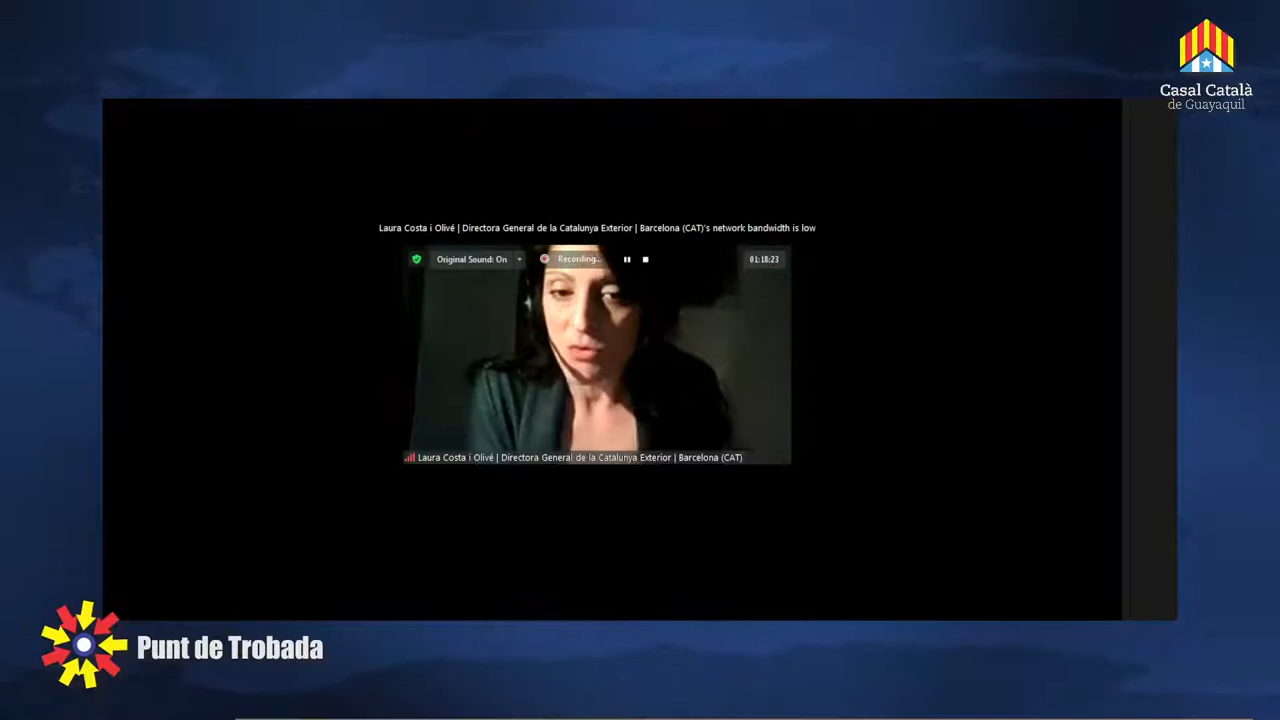 Casal Català
de Guayaquil
Laura Costa i Olivé | Directora General de la Catalunya Exterior | Barcelona (CAT)'s network bandwidth is low
Original Sound: On
Recording...
01:18:23
Laura Costa i Olivé | Directora General de la Catalunya Exterior | Barcelona (CAT)
Punt de Trobada